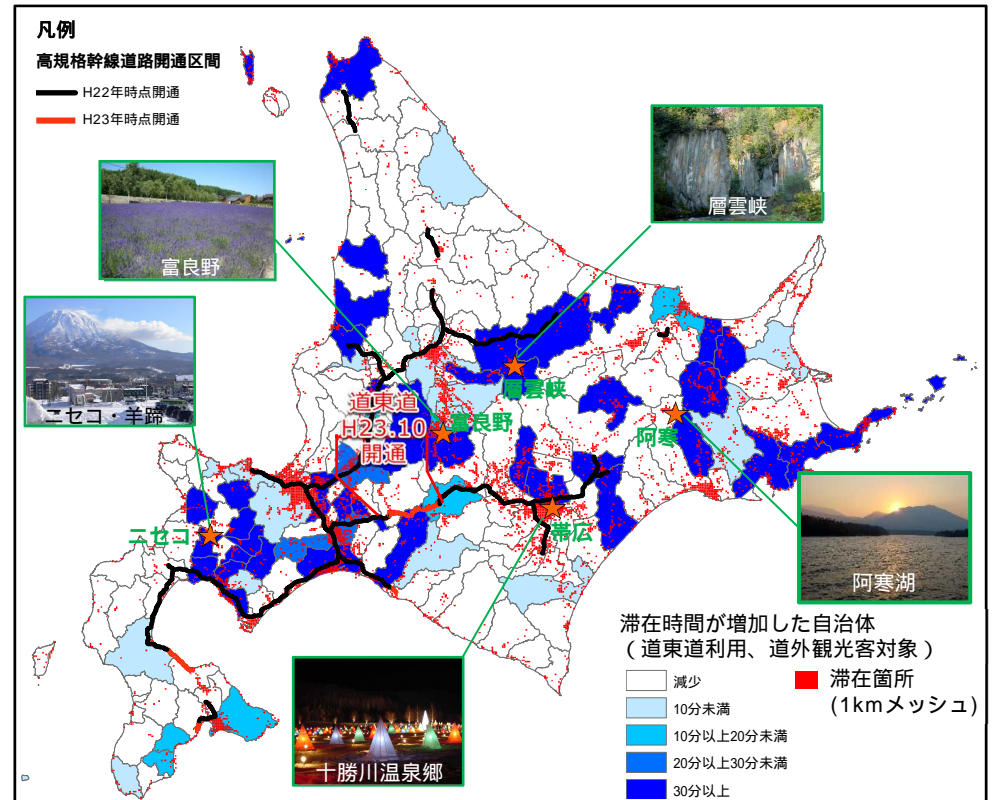 凡例
高規格幹線道路開通区間
H22年時点開通
H23年時点開通
富良野
層雲峡
ニセコ・羊蹄
道東道
H23.10
開通
層雲峡
富良野
阿寒
ニセコ
帯広
阿寒湖
十勝川温泉郷
滞在時間が増加した自治体
(道東道利用、道外観光客対象)
減少
10分未満
10分以上20分未満
20分以上30分未満
30分以上
滞在箇所
(1kmメッシュ)